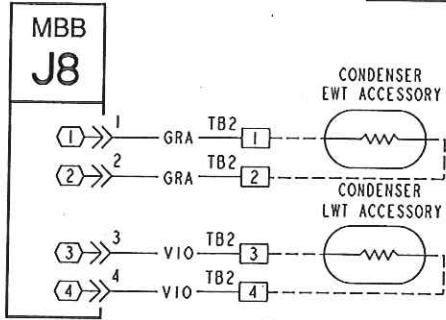 MBB
J8
CONDENSER
EWT ACCESSORY
1 1 GRA TB2 1
2 2 GRA TB2 2
CONDENSER
LWT ACCESSORY
3 3 VIO TB2 3
4 4 VIO TB2 4